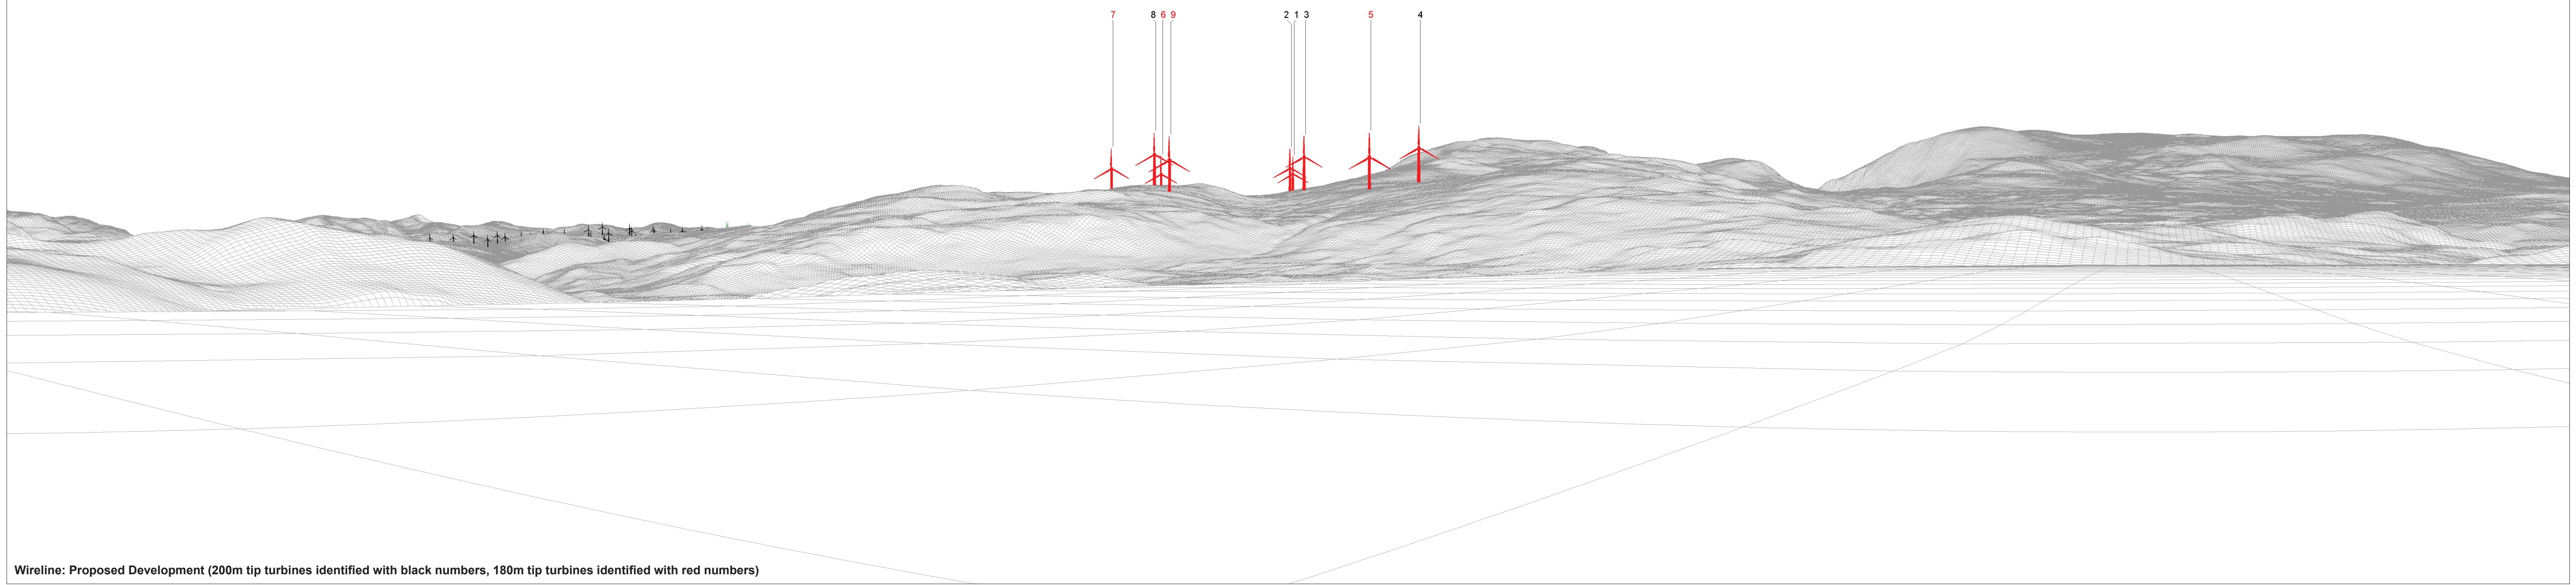 7 8 6 9 2 1 3 5 4
Wireline: Proposed Development (200m tip turbines identified with black numbers, 180m tip turbines identified with red numbers)